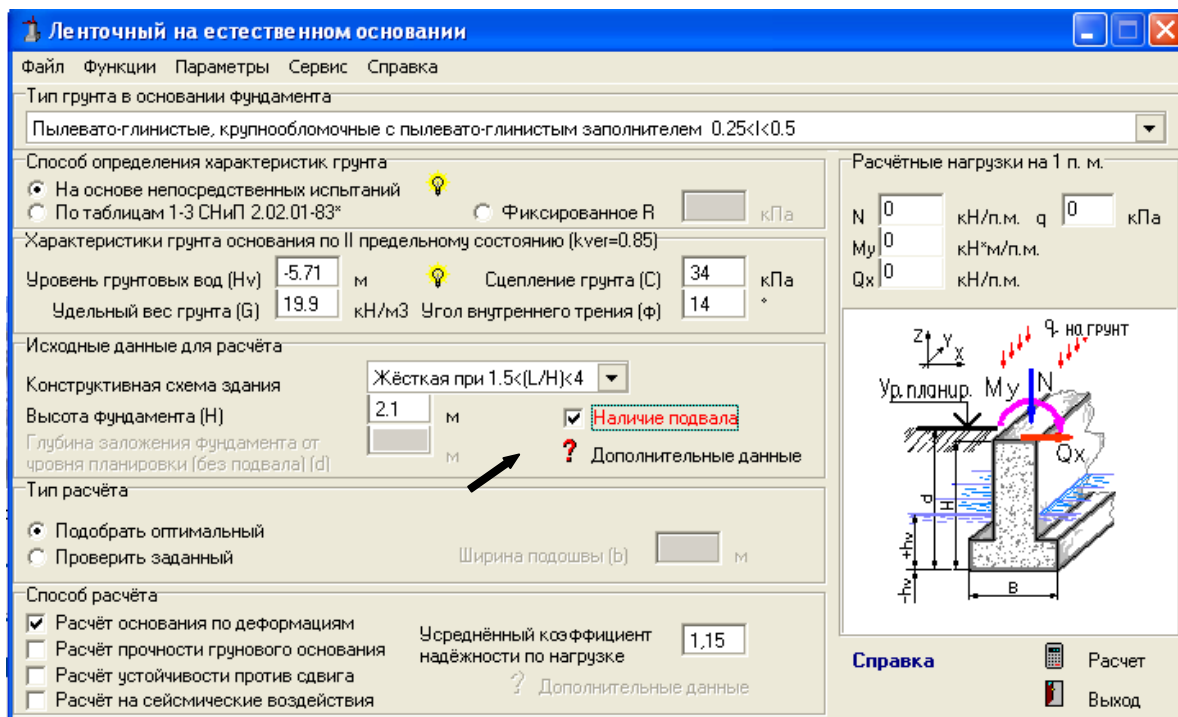 Ленточный на естественном основании
Файл Функции Параметры Сервис Справка
Тип грунта в основании фундамента
Пылевато-глинистые, крупнообломочные с пылевато-глинистым заполнителем 0.25<I<0.5
Способ определения характеристик грунта
На основе непосредственных испытаний
По таблицам 1-3 СНиП 2.02.01-83* Фиксированное R кПа
Характеристики грунта основания по II предельному состоянию (kver=0.85)
Уровень грунтовых вод (Hv) -5.71 м Сцепление грунта (С) 34 кПа
Удельный вес грунта (G) 19.9 кН/м3 Угол внутреннего трения (ф) 14 °
Исходные данные для расчёта
Конструктивная схема здания Жёсткая при 1.5<(L/H)<4
Высота фундамента (H) 2.1 м Наличие подвала
Глубина заложения фундамента от
уровня планировки (без подвала) (d) м ? Дополнительные данные
Тип расчёта
Подобрать оптимальный
Проверить заданный Ширина подошвы (b) м
Способ расчёта
Расчёт основания по деформациям
Расчёт прочности грунового основания
Расчёт устойчивости против сдвига
Расчёт на сейсмические воздействия
Усреднённый коэффициент
надёжности по нагрузке 1,15
? Дополнительные данные
Расчётные нагрузки на 1 п. м.
N 0 кН/п.м. q 0 кПа
My 0 кН*м/п.м.
Qx 0 кН/п.м.
Z Y X
q. на грунт
Ур.планир. My N
Qx
d H
+hv
-hv
B
Справка Расчет
Выход